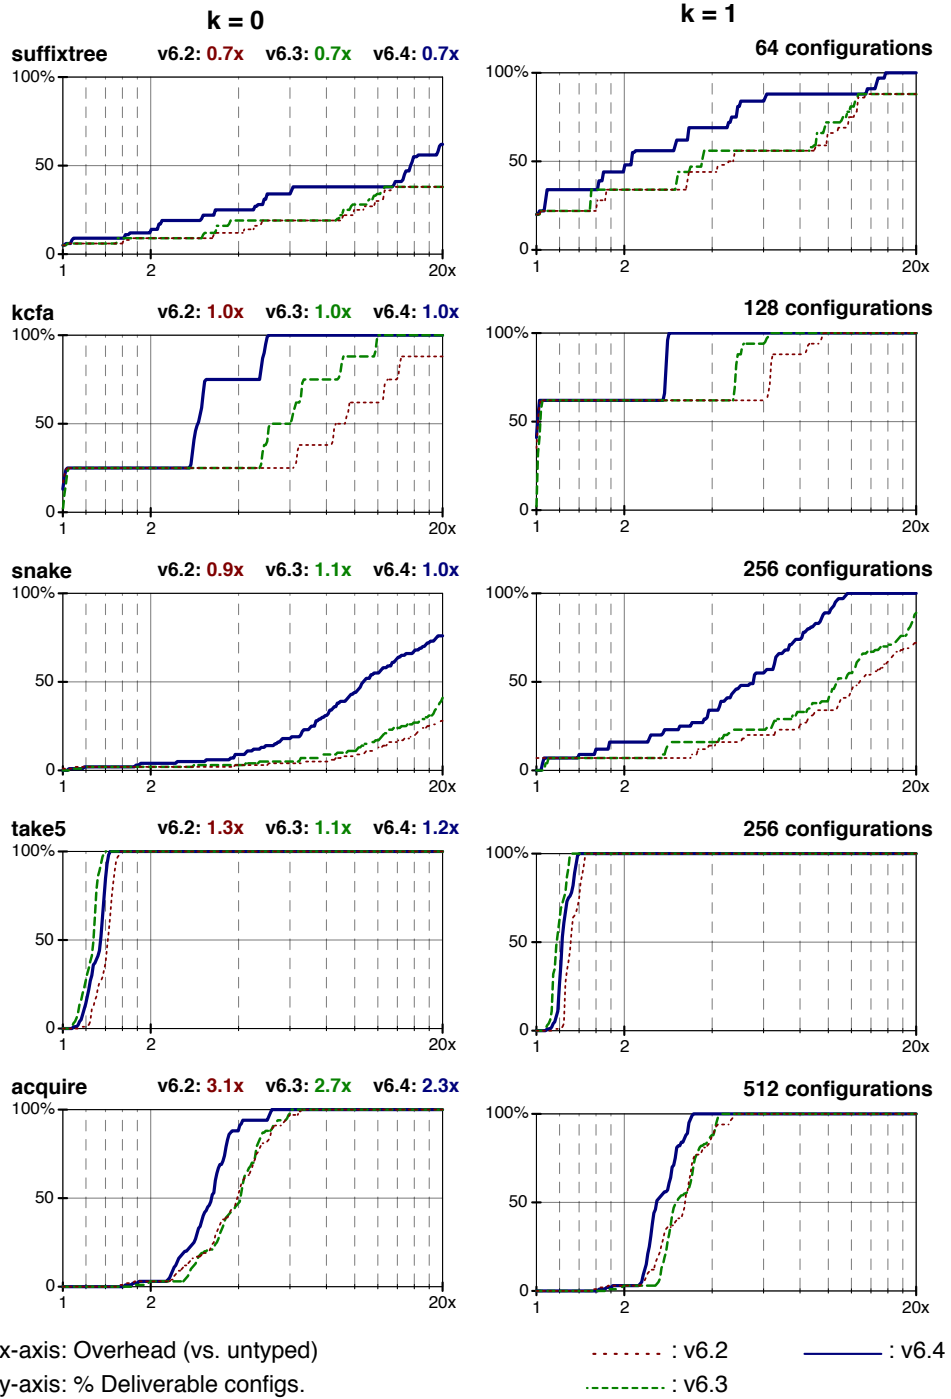 k = 0
k = 1
suffixtree v6.2: 0.7x v6.3: 0.7x v6.4: 0.7x
64 configurations
100%
50
0
1 2 20x
100%
50
0
1 2 20x
kcfa v6.2: 1.0x v6.3: 1.0x v6.4: 1.0x
128 configurations
100%
50
0
1 2 20x
100%
50
0
1 2 20x
snake v6.2: 0.9x v6.3: 1.1x v6.4: 1.0x
256 configurations
100%
50
0
1 2 20x
100%
50
0
1 2 20x
take5 v6.2: 1.3x v6.3: 1.1x v6.4: 1.2x
256 configurations
100%
50
0
1 2 20x
100%
50
0
1 2 20x
acquire v6.2: 3.1x v6.3: 2.7x v6.4: 2.3x
512 configurations
100%
50
0
1 2 20x
100%
50
0
1 2 20x
x-axis: Overhead (vs. untyped)
y-axis: % Deliverable configs.
: v6.2 : v6.4
: v6.3